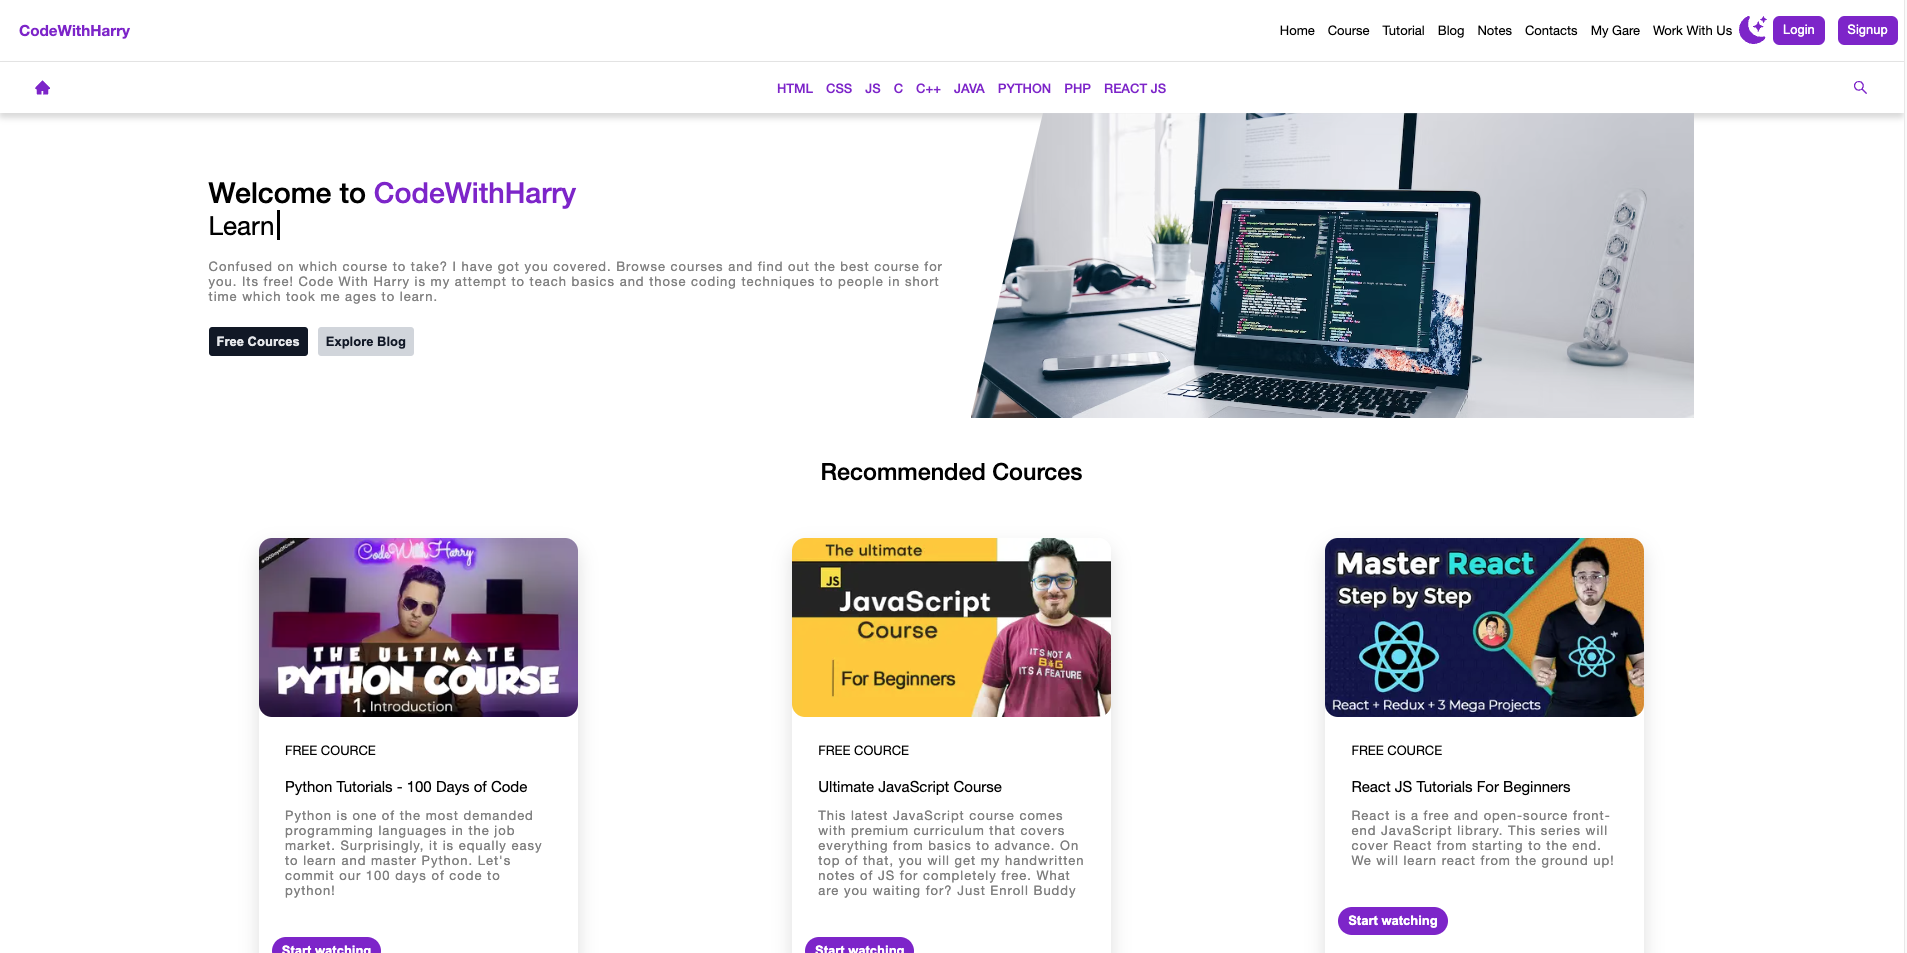 CodeWithHarry
Home Course Tutorial Blog Notes Contacts My Gare Work With Us Login Signup
HTML CSS JS C C++ JAVA PYTHON PHP REACT JS
Welcome to CodeWithHarry
Learn
Confused on which course to take? I have got you covered. Browse courses and find out the best course for
you. Its free! Code With Harry is my attempt to teach basics and those coding techniques to people in short
time which took me ages to learn.
Free Cources Explore Blog
Recommended Cources
#100DaysOfCode
CodeWithHarry
THE ULTIMATE
PYTHON COURSE
1. Introduction
The ultimate
JS
JavaScript
Course
For Beginners
IT'S NOT A
BUG
IT'S A FEATURE
Master React
Step by Step
React + Redux + 3 Mega Projects
FREE COURCE
Python Tutorials - 100 Days of Code
Python is one of the most demanded
programming languages in the job
market. Surprisingly, it is equally easy
to learn and master Python. Let's
commit our 100 days of code to
python!
Start watching
FREE COURCE
Ultimate JavaScript Course
This latest JavaScript course comes
with premium curriculum that covers
everything from basics to advance. On
top of that, you will get my handwritten
notes of JS for completely free. What
are you waiting for? Just Enroll Buddy
Start watching
FREE COURCE
React JS Tutorials For Beginners
React is a free and open-source front-
end JavaScript library. This series will
cover React from starting to the end.
We will learn react from the ground up!
Start watching